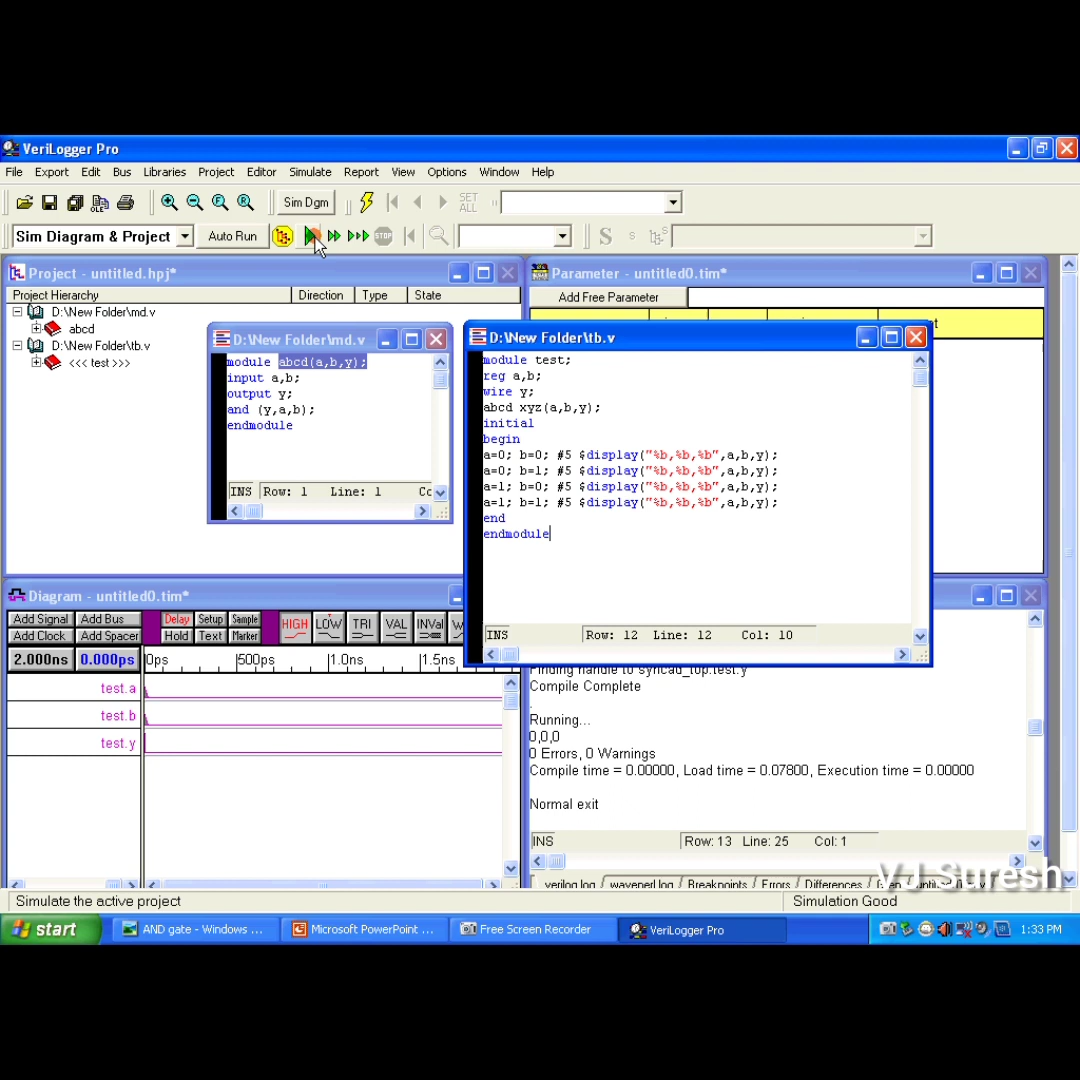 VeriLogger Pro
File Export Edit Bus Libraries Project Editor Simulate Report View Options Window Help
OLE Sim Dgm SET ALL
Sim Diagram & Project Auto Run STOP S s
Project - untitled.hpj*
Project Hierarchy Direction Type State
D:\New Folder\md.v
abcd
D:\New Folder\tb.v
<<< test >>>
Parameter - untitled0.tim*
Add Free Parameter
D:\New Folder\md.v
module abcd(a,b,y);
input a,b;
output y;
and (y,a,b);
endmodule
INS Row: 1 Line: 1
D:\New Folder\tb.v
module test;
reg a,b;
wire y;
abcd xyz(a,b,y);
initial
begin
a=0; b=0; #5 $display("%b,%b,%b",a,b,y);
a=0; b=1; #5 $display("%b,%b,%b",a,b,y);
a=1; b=0; #5 $display("%b,%b,%b",a,b,y);
a=1; b=1; #5 $display("%b,%b,%b",a,b,y);
end
endmodule
INS Row: 12 Line: 12 Col: 10
Diagram - untitled0.tim*
Add Signal Add Bus Delay Setup Sample HIGH LOW TRI VAL INVal
Add Clock Add Spacer Hold Text Marker
2.000ns 0.000ps 0ps 500ps 1.0ns 1.5ns
test.a
test.b
test.y
Finding handle to syncad_top.test.y
Compile Complete
.
Running...
0,0,0
0 Errors, 0 Warnings
Compile time = 0.00000, Load time = 0.07800, Execution time = 0.00000
Normal exit
INS Row: 13 Line: 25 Col: 1
verilog.log waveperl.log Breakpoints Errors Differences
VJ Suresh
Simulate the active project Simulation Good
start AND gate - Windows ... Microsoft PowerPoint ... Free Screen Recorder VeriLogger Pro 1:33 PM